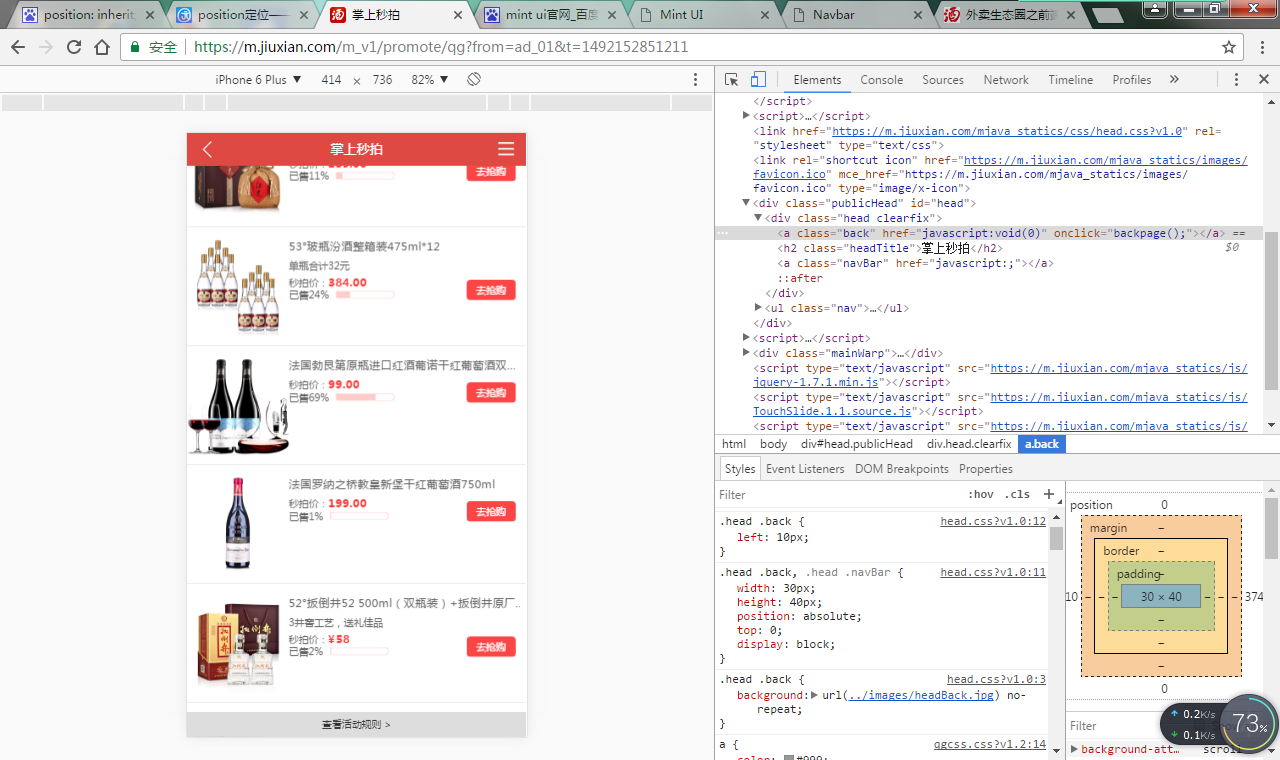 position: inherit
position定位——
掌上秒拍
mint ui官网_百度
Mint UI
Navbar
外卖生态圈之前
安全
https://m.jiuxian.com/m_v1/promote/qg?from=ad_01&t=1492152851211
iPhone 6 Plus ▼ 414 × 736 82% ▼
掌上秒拍
已售11%
去抢购
53°玻瓶汾酒整箱装475ml*12
单瓶合计32元
秒拍价：384.00
已售24%
去抢购
法国勃艮第原瓶进口红酒葡诺干红葡萄酒双...
秒拍价：99.00
已售69%
去抢购
法国罗纳之桥教皇新堡干红葡萄酒750ml
秒拍价：199.00
已售1%
去抢购
52°扳倒井52 500ml（双瓶装）+扳倒井原厂..
3井窖工艺，送礼佳品
秒拍价：¥58
已售2%
去抢购
查看活动规则 >
Elements Console Sources Network Timeline Profiles »
</script>
<script>…</script>
<link href="https://m.jiuxian.com/mjava_statics/css/head.css?v1.0" rel=
"stylesheet" type="text/css">
<link rel="shortcut icon" href="https://m.jiuxian.com/mjava_statics/images/
favicon.ico" mce_href="https://m.jiuxian.com/mjava_statics/images/
favicon.ico" type="image/x-icon">
<div class="publicHead" id="head">
<div class="head clearfix">
<a class="back" href="javascript:void(0)" onclick="backpage();"></a> ==
$0
<h2 class="headTitle">掌上秒拍</h2>
<a class="navBar" href="javascript:;"></a>
::after
</div>
<ul class="nav">…</ul>
</div>
<script>…</script>
<div class="mainWarp">…</div>
<script type="text/javascript" src="https://m.jiuxian.com/mjava_statics/js/
jquery-1.7.1.min.js"></script>
<script type="text/javascript" src="https://m.jiuxian.com/mjava_statics/js/
TouchSlide.1.1.source.js"></script>
<script type="text/javascript" src="https://m.jiuxian.com/mjava_statics/js/
html body div#head.publicHead div.head.clearfix a.back
Styles Event Listeners DOM Breakpoints Properties
Filter :hov .cls +
.head .back { head.css?v1.0:12
left: 10px;
}
.head .back, .head .navBar { head.css?v1.0:11
width: 30px;
height: 40px;
position: absolute;
top: 0;
display: block;
}
.head .back { head.css?v1.0:3
background: url(../images/headBack.jpg) no-
repeat;
}
a { qgcss.css?v1.2:14
color: #999;
position 0
margin –
border –
padding –
10 – – – 30 × 40 – – – 374
–
–
–
0
Filter
background-att… scroll
0.2K/s
0.1K/s
73%